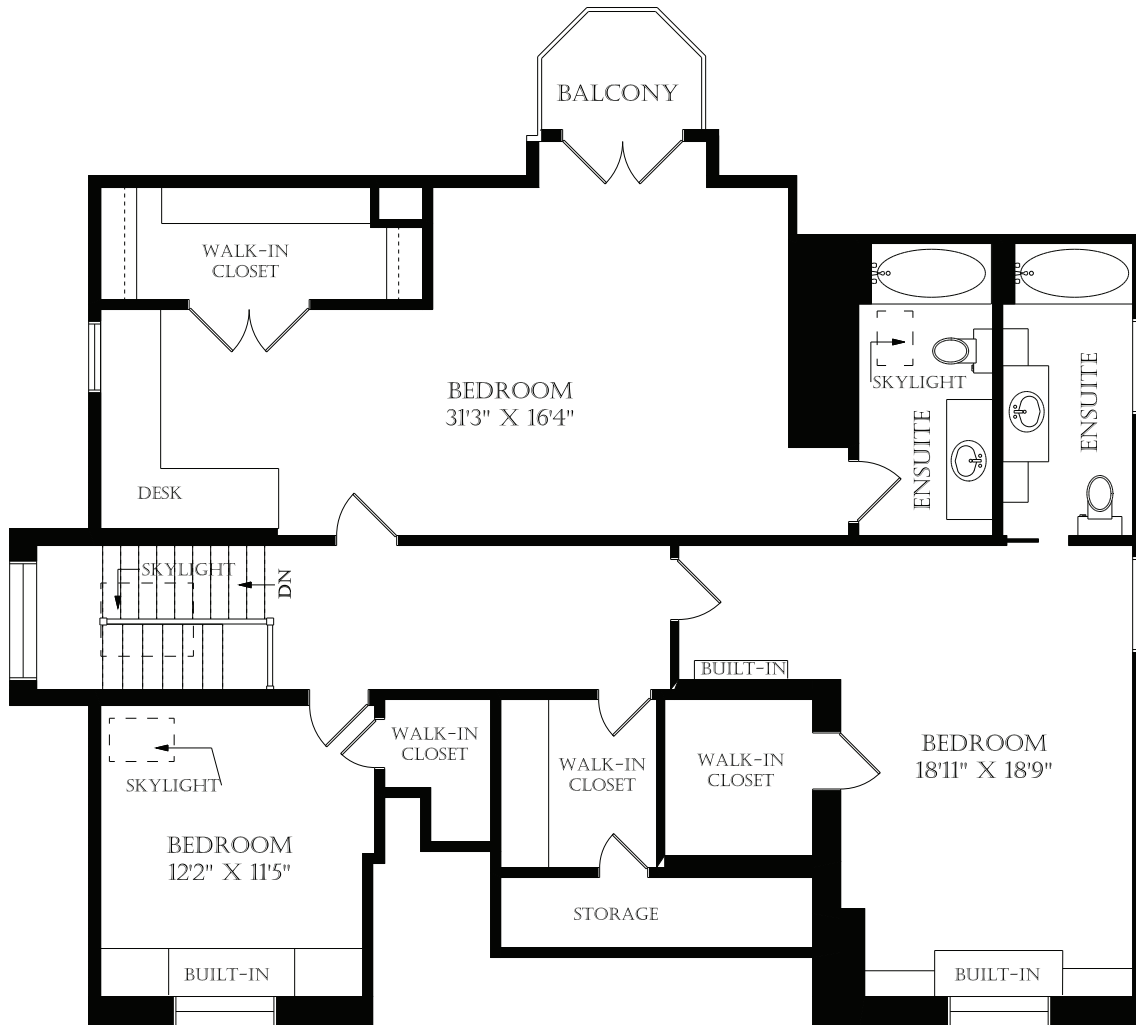 BALCONY
WALK-IN
CLOSET
BEDROOM
31'3" X 16'4"
SKYLIGHT
ENSUITE
ENSUITE
DESK
SKYLIGHT
DN
BUILT-IN
WALK-IN
CLOSET
WALK-IN
CLOSET
WALK-IN
CLOSET
BEDROOM
18'11" X 18'9"
SKYLIGHT
BEDROOM
12'2" X 11'5"
STORAGE
BUILT-IN
BUILT-IN